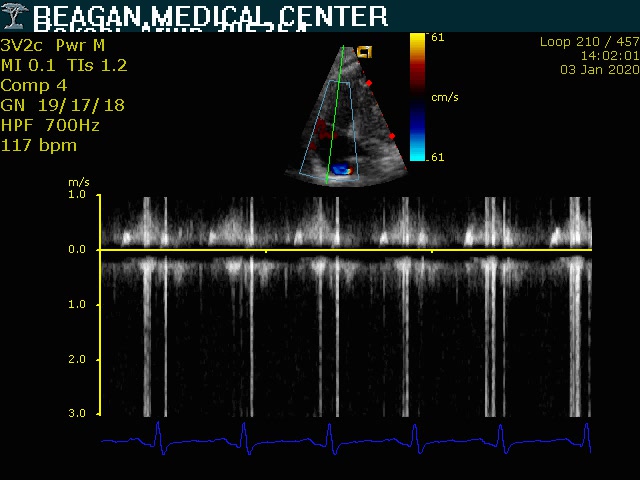 BEAGAN MEDICAL CENTER
3V2c Pwr M
MI 0.1 TIs 1.2
Comp 4
GN 19/17/18
HPF 700Hz
117 bpm
61
cm/s
61
Loop 210 / 457
14:02:01
03 Jan 2020
m/s
1.0
0.0
1.0
2.0
3.0